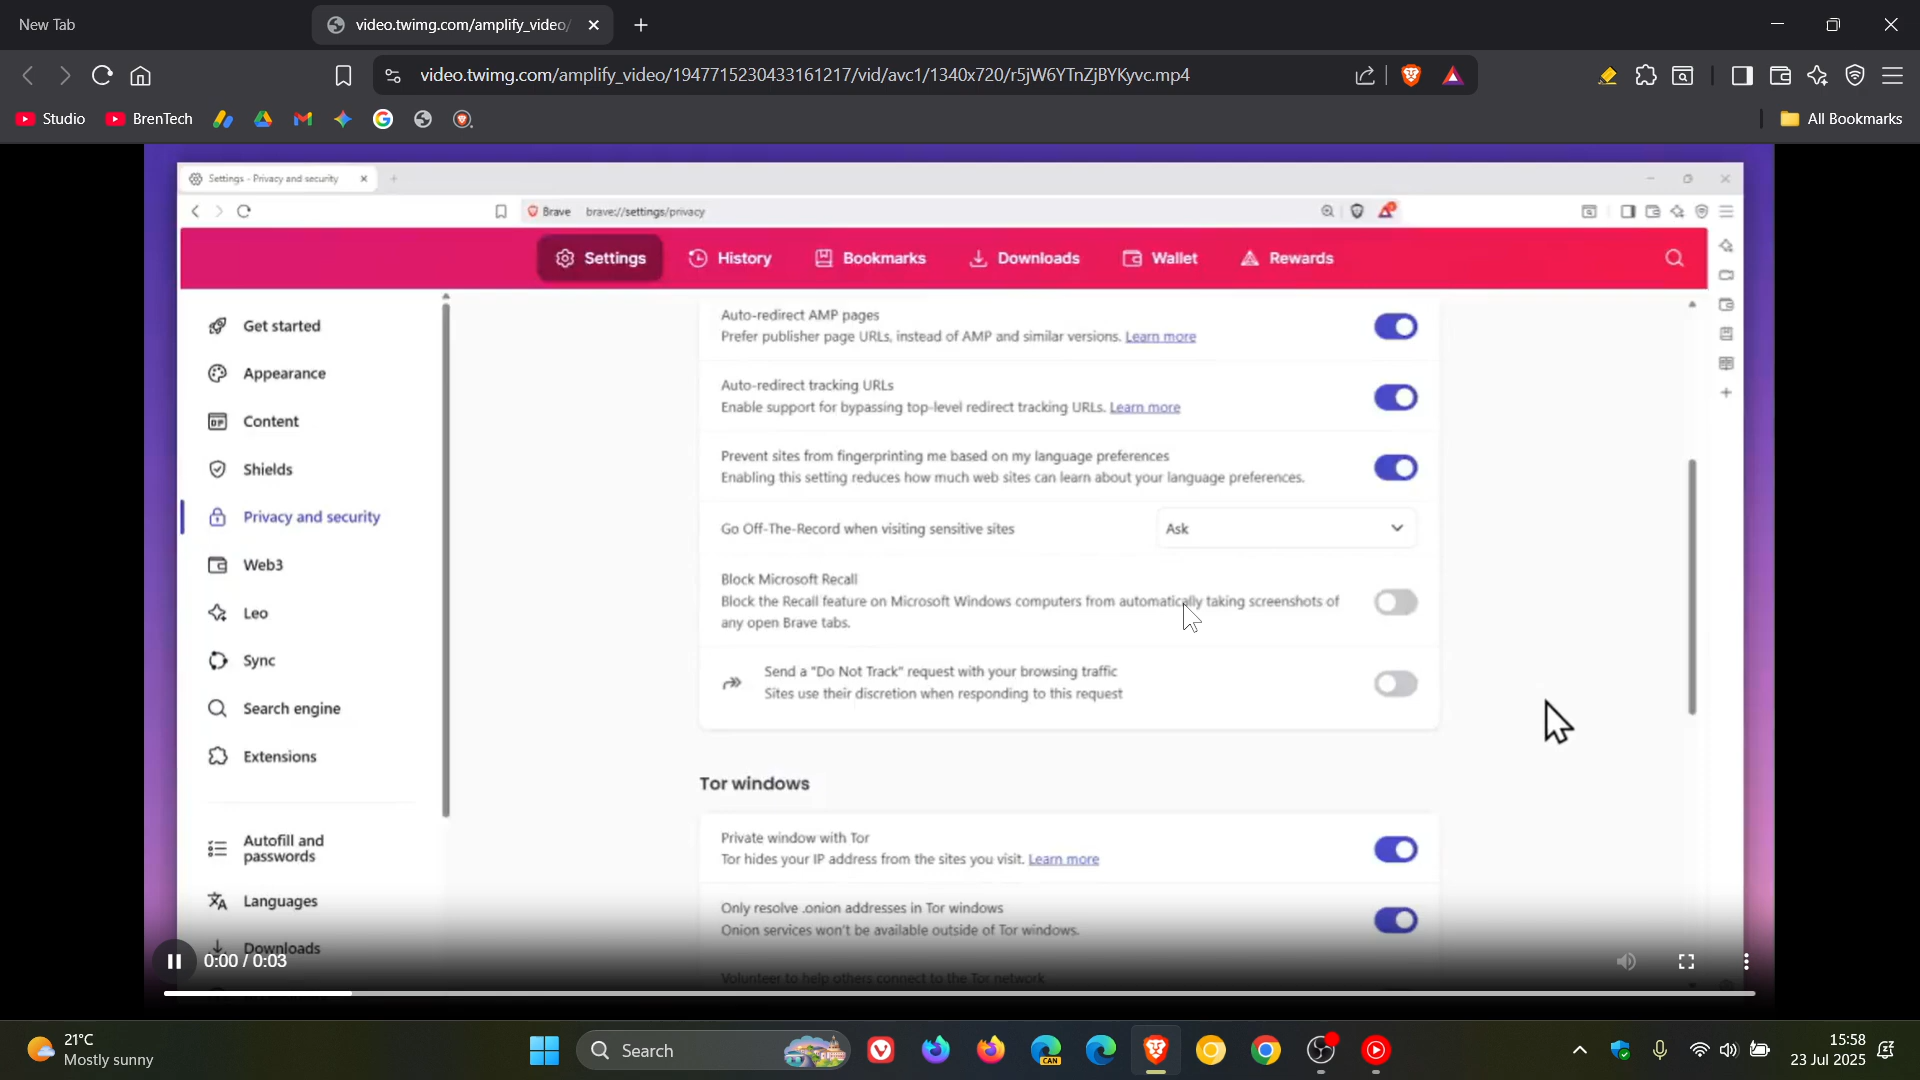 New Tab
video.twimg.com/amplify_video/
video.twimg.com/amplify_video/1947715230433161217/vid/avc1/1340x720/r5jW6YTnZjBYKyvc.mp4
Studio
BrenTech
All Bookmarks
Settings - Privacy and security
Brave
brave://settings/privacy
Settings
History
Bookmarks
Downloads
Wallet
Rewards
Get started
Appearance
Content
Shields
Privacy and security
Web3
Leo
Sync
Search engine
Extensions
Autofill and
passwords
Languages
Downloads
Auto-redirect AMP pages
Prefer publisher page URLs, instead of AMP and similar versions. Learn more
Auto-redirect tracking URLs
Enable support for bypassing top-level redirect tracking URLs. Learn more
Prevent sites from fingerprinting me based on my language preferences
Enabling this setting reduces how much web sites can learn about your language preferences.
Go Off-The-Record when visiting sensitive sites
Ask
Block Microsoft Recall
Block the Recall feature on Microsoft Windows computers from automatically taking screenshots of
any open Brave tabs.
Send a "Do Not Track" request with your browsing traffic
Sites use their discretion when responding to this request
Tor windows
Private window with Tor
Tor hides your IP address from the sites you visit. Learn more
Only resolve .onion addresses in Tor windows
Onion services won't be available outside of Tor windows.
Volunteer to help others connect to the Tor network
0:00 / 0:03
21°C
Mostly sunny
Search
CAN
15:58
23 Jul 2025